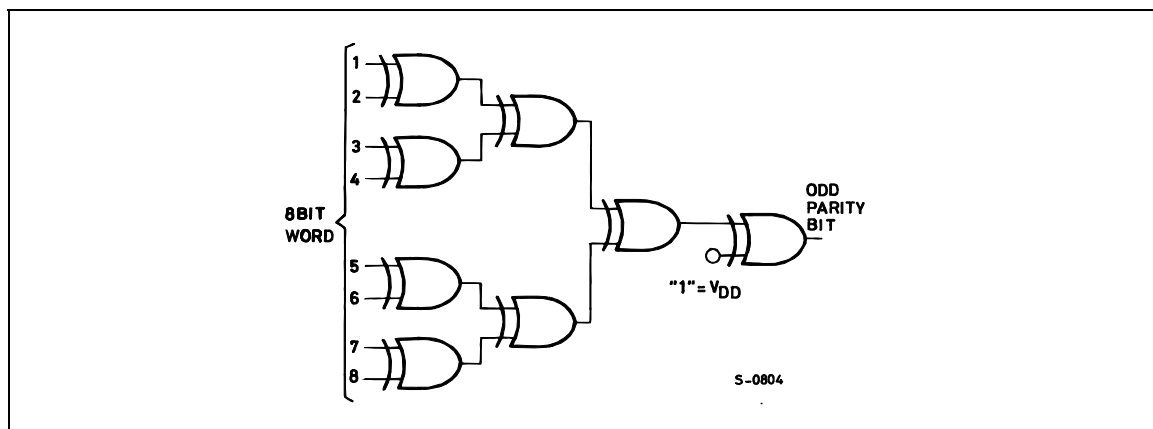 1
2
3
4
8BIT
WORD
5
6
7
8
ODD
PARITY
BIT
"1"=VDD
S-0804